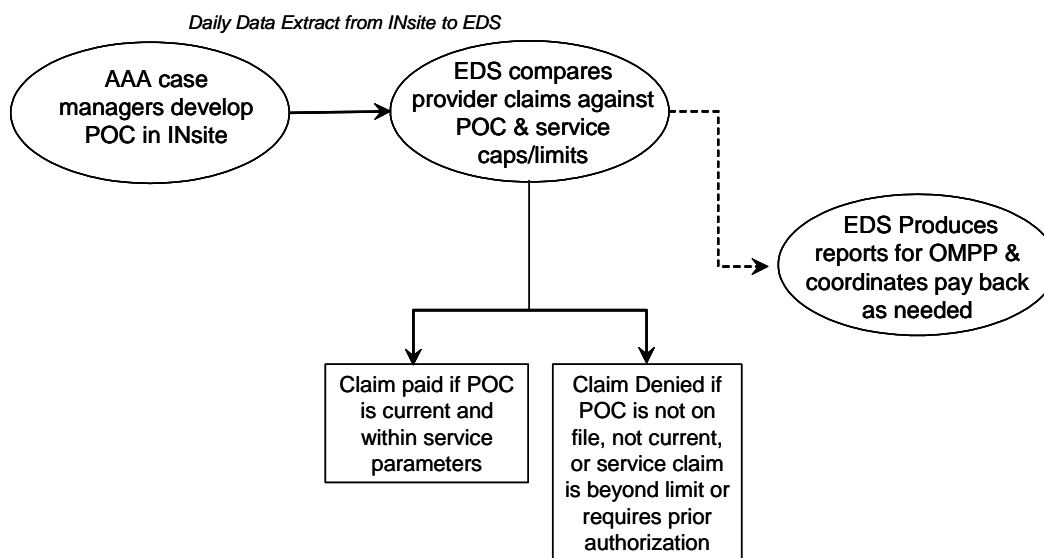 Daily Data Extract from INsite to EDS
AAA case
managers develop
POC in INsite
EDS compares
provider claims against
POC & service
caps/limits
EDS Produces
reports for OMPP &
coordinates pay back
as needed
Claim paid if POC
is current and
within service
parameters
Claim Denied if
POC is not on
file, not current,
or service claim
is beyond limit or
requires prior
authorization